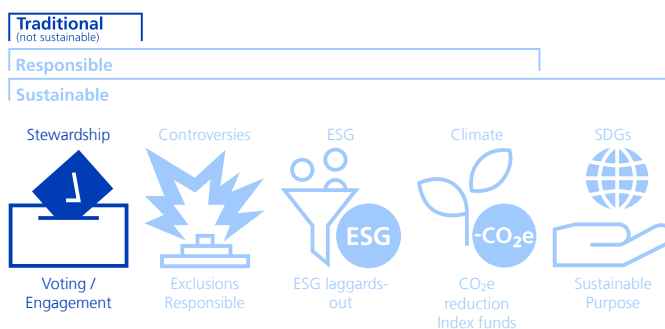 Traditional
(not sustainable)
Responsible
Sustainable
Stewardship
Controversies
ESG
Climate
SDGs
ESG
-CO₂e
Voting /
Engagement
Exclusions
Responsible
ESG laggards-
out
CO₂e
reduction
Index funds
Sustainable
Purpose